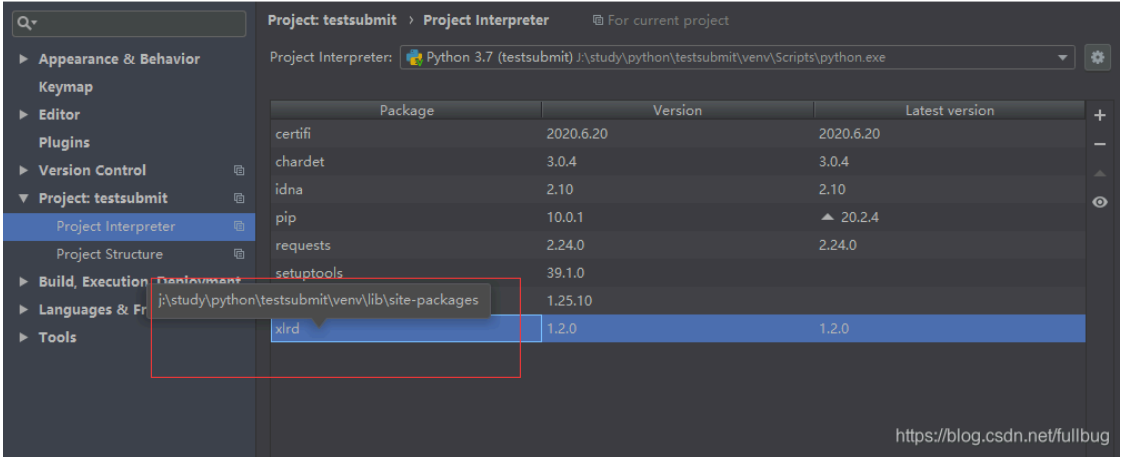 Project: testsubmit › Project Interpreter For current project
Project Interpreter: Python 3.7 (testsubmit) J:\study\python\testsubmit\venv\Scripts\python.exe
Appearance & Behavior
Keymap
Editor
Plugins
Version Control
Project: testsubmit
Project Interpreter
Project Structure
Build, Execution, Deployment
Languages & Fr
Tools
Package Version Latest version
certifi 2020.6.20 2020.6.20
chardet 3.0.4 3.0.4
idna 2.10 2.10
pip 10.0.1 20.2.4
requests 2.24.0 2.24.0
setuptools 39.1.0
j:\study\python\testsubmit\venv\lib\site-packages
1.25.10
xlrd 1.2.0 1.2.0
https://blog.csdn.net/fullbug